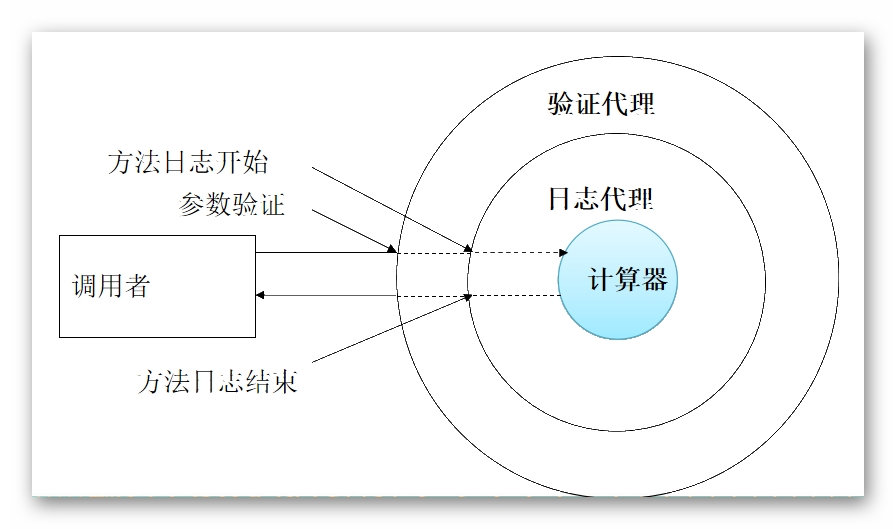 验证代理
方法日志开始
参数验证
日志代理
调用者
计算器
方法日志结束